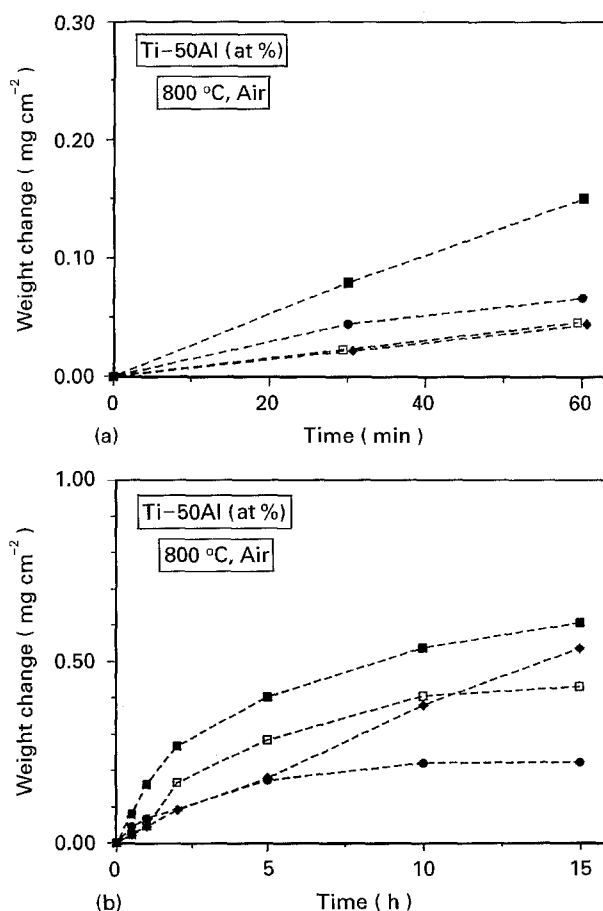 0.30
Ti-50Al (at %)
800 °C, Air
0.20
0.10
0.00
Weight change ( mg cm⁻² )
0 20 40 60
(a) Time ( min )
1.00
Ti-50Al (at %)
800 °C, Air
0.50
0.00
Weight change ( mg cm⁻² )
0 5 10 15
(b) Time ( h )